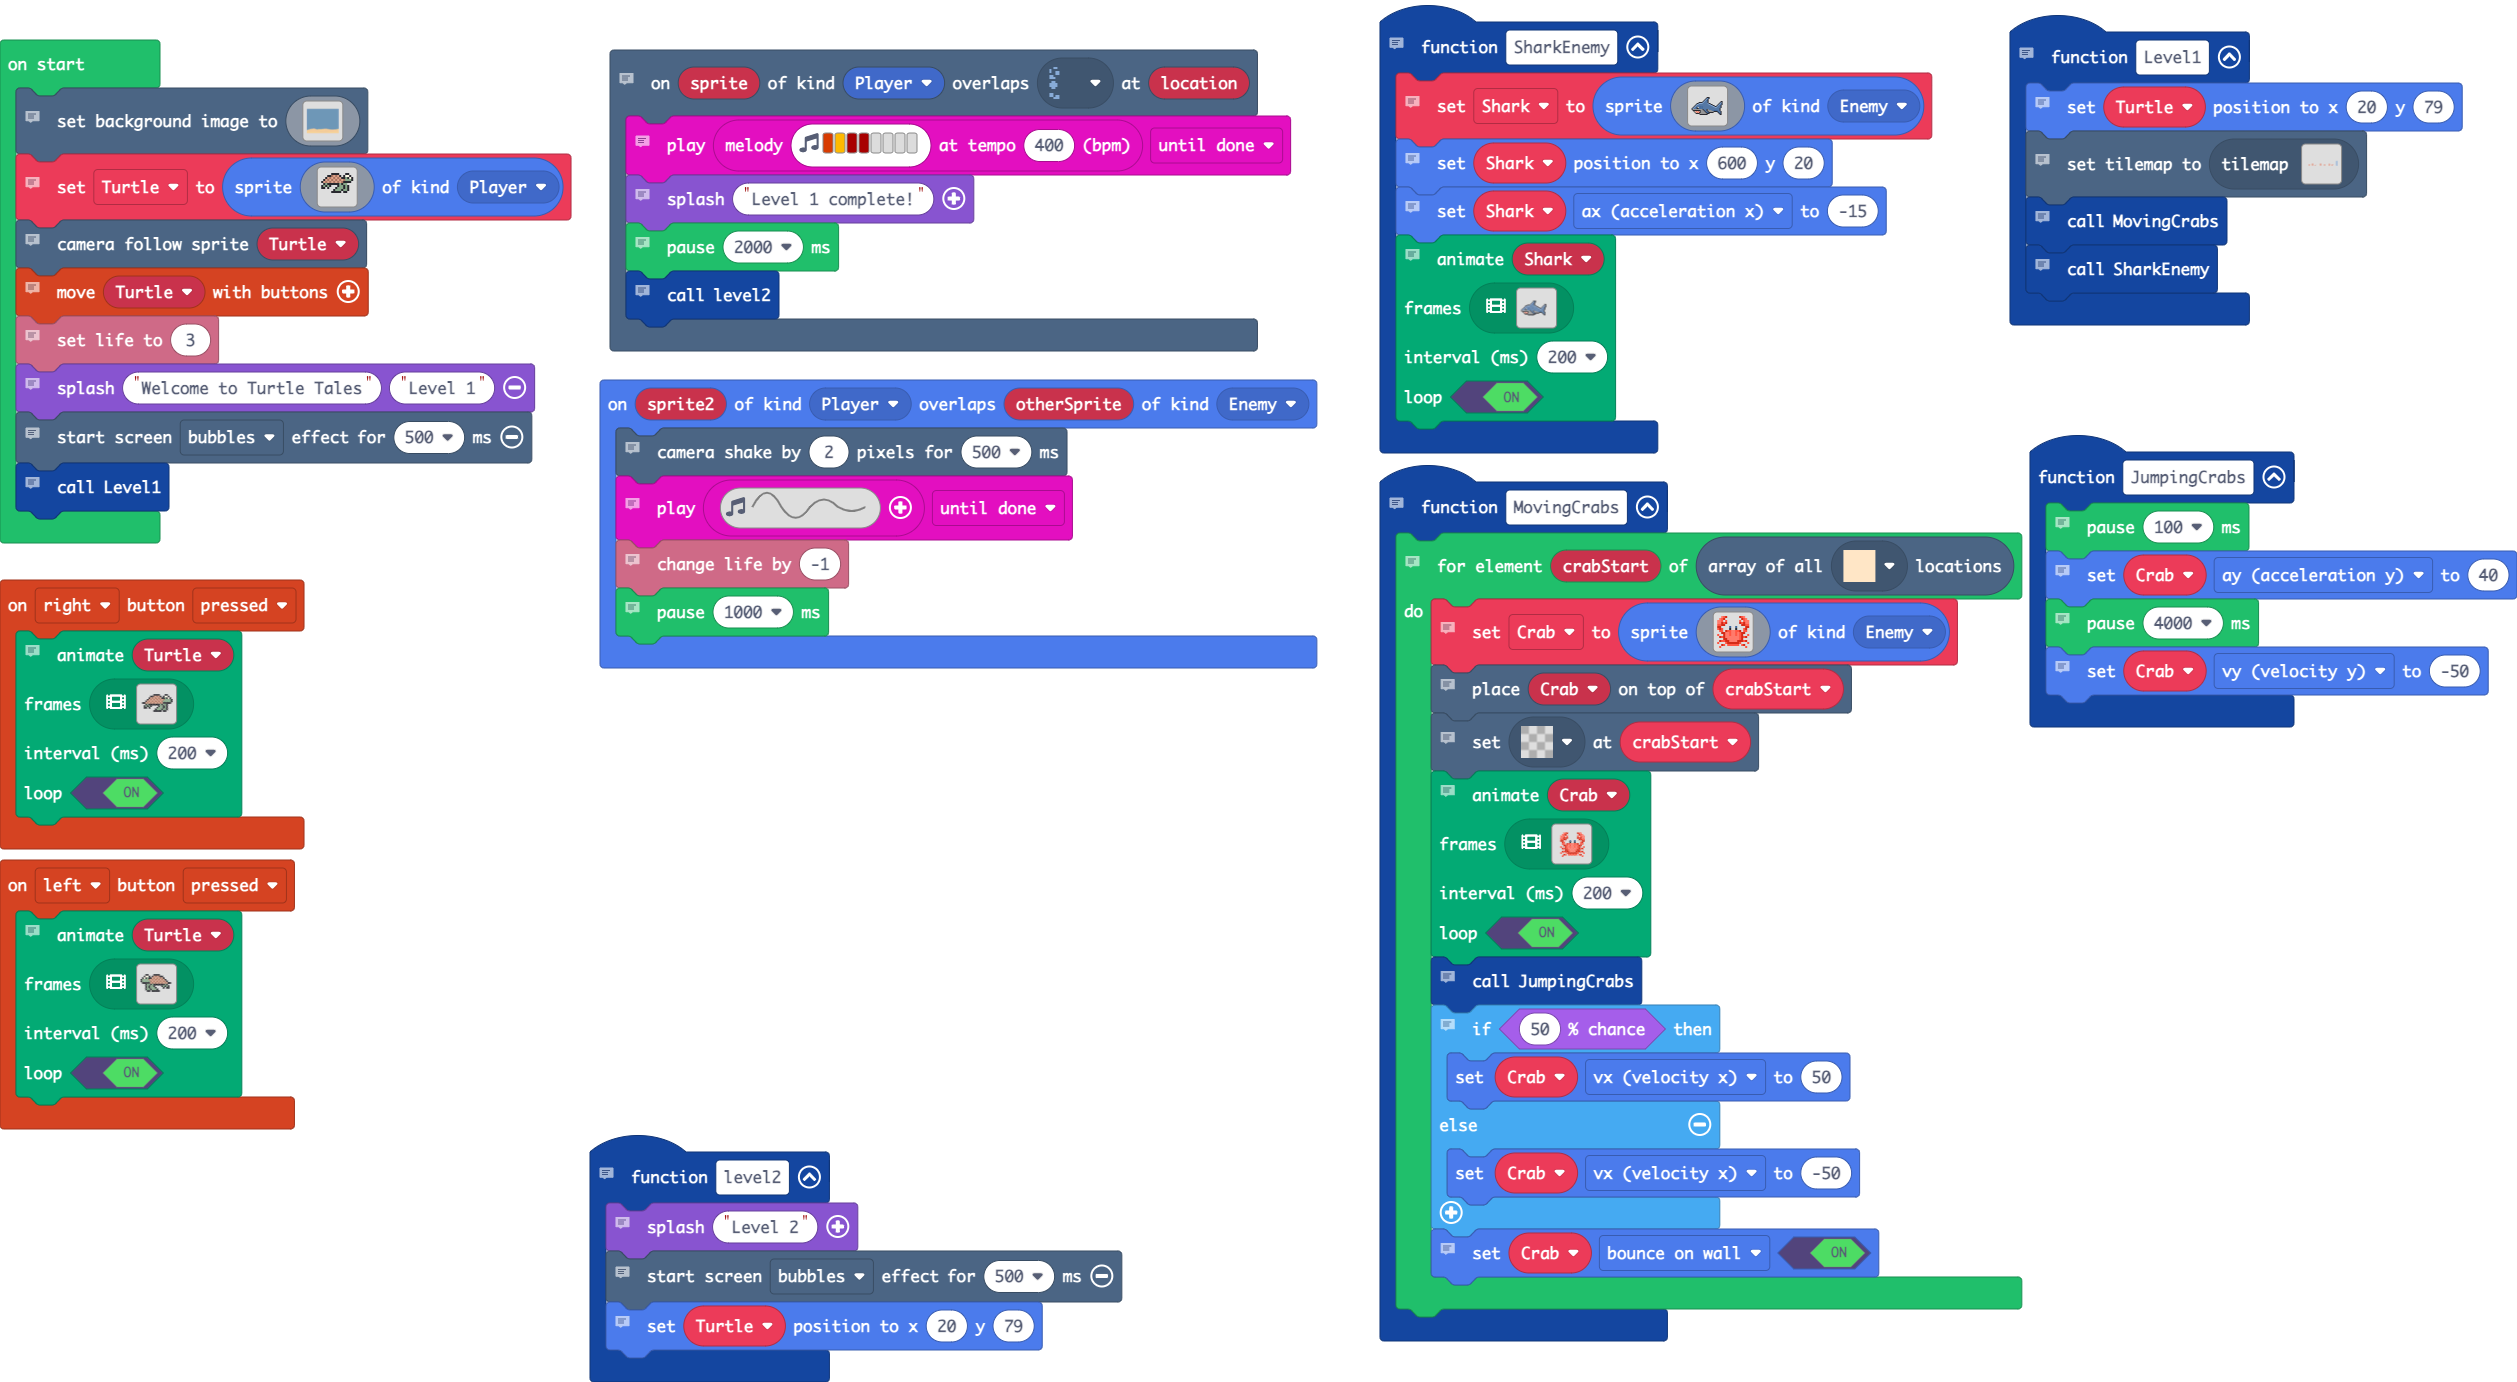 on start
set background image to
set Turtle to sprite of kind Player
camera follow sprite Turtle
move Turtle with buttons
set life to 3
splash "Welcome to Turtle Tales" "Level 1"
start screen bubbles effect for 500 ms
call Level1
on right button pressed
animate Turtle
frames
interval (ms) 200
loop ON
on left button pressed
animate Turtle
frames
interval (ms) 200
loop ON
on sprite of kind Player overlaps at location
play melody at tempo 400 (bpm) until done
splash "Level 1 complete!"
pause 2000 ms
call level2
on sprite2 of kind Player overlaps otherSprite of kind Enemy
camera shake by 2 pixels for 500 ms
play until done
change life by -1
pause 1000 ms
function level2
splash "Level 2"
start screen bubbles effect for 500 ms
set Turtle position to x 20 y 79
function SharkEnemy
set Shark to sprite of kind Enemy
set Shark position to x 600 y 20
set Shark ax (acceleration x) to -15
animate Shark
frames
interval (ms) 200
loop ON
function MovingCrabs
for element crabStart of array of all locations
do
set Crab to sprite of kind Enemy
place Crab on top of crabStart
set at crabStart
animate Crab
frames
interval (ms) 200
loop ON
call JumpingCrabs
if 50 % chance then
set Crab vx (velocity x) to 50
else
set Crab vx (velocity x) to -50
set Crab bounce on wall ON
function Level1
set Turtle position to x 20 y 79
set tilemap to tilemap
call MovingCrabs
call SharkEnemy
function JumpingCrabs
pause 100 ms
set Crab ay (acceleration y) to 40
pause 4000 ms
set Crab vy (velocity y) to -50